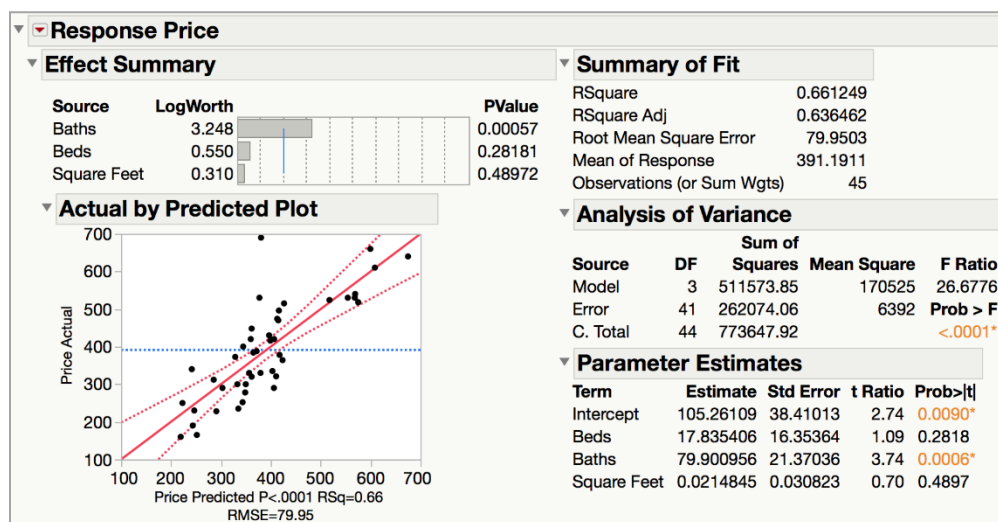 Response Price
Effect Summary
Source LogWorth PValue
Baths 3.248 0.00057
Beds 0.550 0.28181
Square Feet 0.310 0.48972
Actual by Predicted Plot
700
600
500
400
300
200
100
Price Actual
100 200 300 400 500 600 700
Price Predicted P<.0001 RSq=0.66
RMSE=79.95
Summary of Fit
RSquare 0.661249
RSquare Adj 0.636462
Root Mean Square Error 79.9503
Mean of Response 391.1911
Observations (or Sum Wgts) 45
Analysis of Variance
Sum of
Source DF Squares Mean Square F Ratio
Model 3 511573.85 170525 26.6776
Error 41 262074.06 6392 Prob > F
C. Total 44 773647.92 <.0001*
Parameter Estimates
Term Estimate Std Error t Ratio Prob>|t|
Intercept 105.26109 38.41013 2.74 0.0090*
Beds 17.835406 16.35364 1.09 0.2818
Baths 79.900956 21.37036 3.74 0.0006*
Square Feet 0.0214845 0.030823 0.70 0.4897